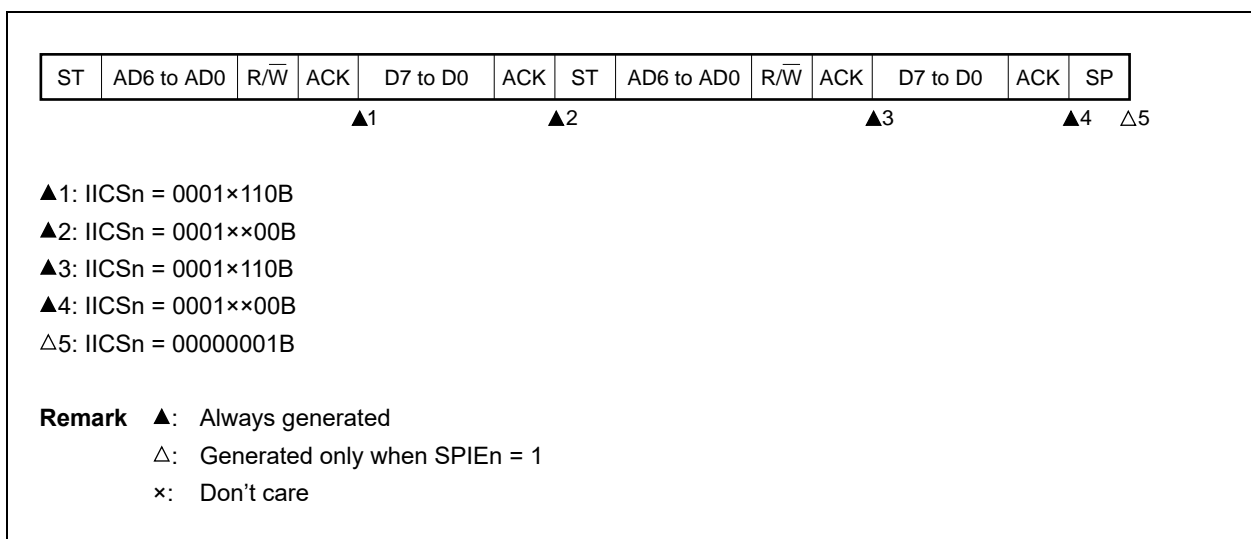 ST AD6 to AD0 R/W̅ ACK D7 to D0 ACK ST AD6 to AD0 R/W̅ ACK D7 to D0 ACK SP
▲1 ▲2 ▲3 ▲4 △5
▲1: IICSn = 0001×110B
▲2: IICSn = 0001××00B
▲3: IICSn = 0001×110B
▲4: IICSn = 0001××00B
△5: IICSn = 00000001B
Remark ▲: Always generated
△: Generated only when SPIEn = 1
×: Don’t care